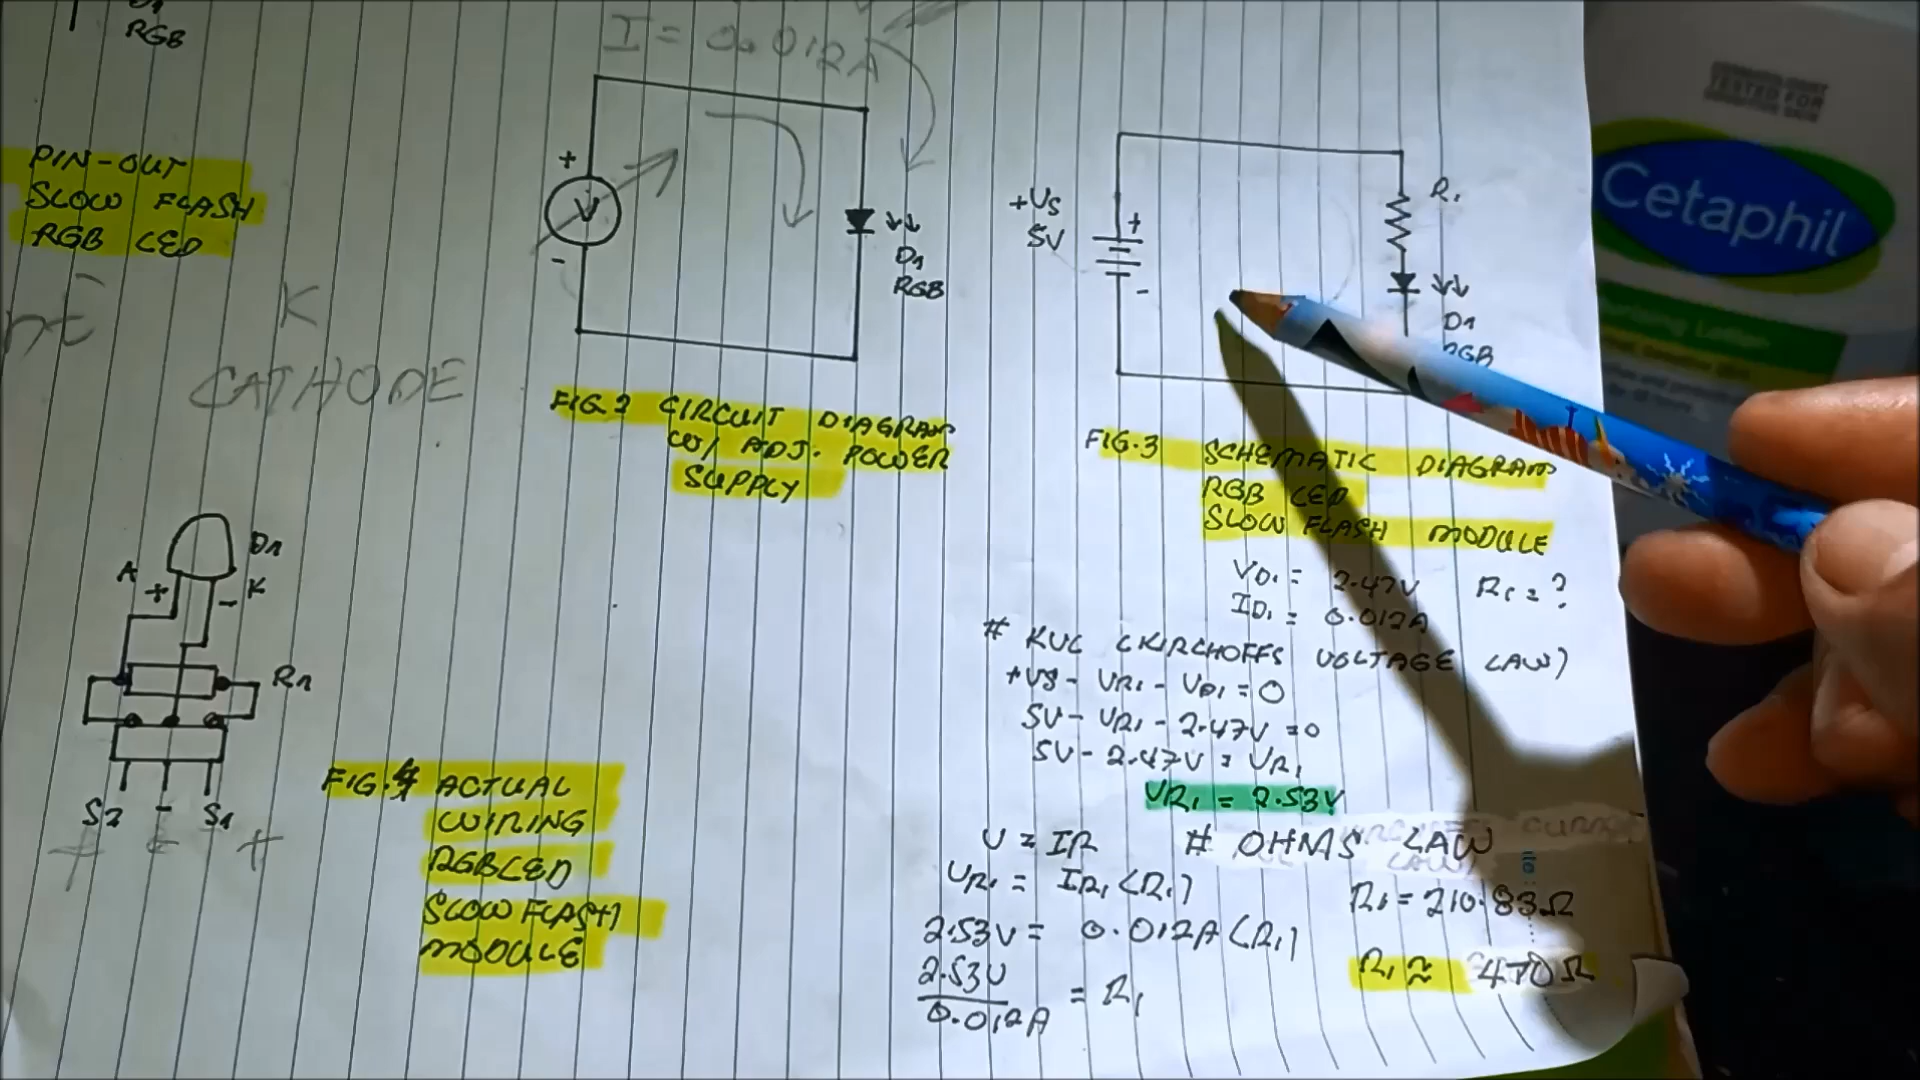 RGB
I = 0.012A
PIN-OUT
SLOW FLASH
RGB LED
K
CATHODE
+
V
-
D1
RGB
FIG.2 CIRCUIT DIAGRAM
W/ ADJ. POWER
SUPPLY
+VS
5V
+
-
R1
D1
RGB
FIG.3 SCHEMATIC DIAGRAM
RGB LED
SLOW FLASH MODULE
VD1 = 2.47V R1 = ?
ID1 = 0.012A
# KVL (KIRCHOFFS VOLTAGE LAW)
+VS - VR1 - VD1 = 0
5V - VR1 - 2.47V = 0
5V - 2.47V = VR1
VR1 = 2.53V
V = IR # OHMS LAW
VR1 = IR1 (R1)
2.53V = 0.012A (R1)
2.53V
0.012A
= R1
R1 = 210.83Ω
R1 ≈ 470Ω
D1
A + - K
R1
S2 - S1
+ - +
FIG.4 ACTUAL
WIRING
RGB LED
SLOW FLASH
MODULE
Cetaphil
TESTED FOR